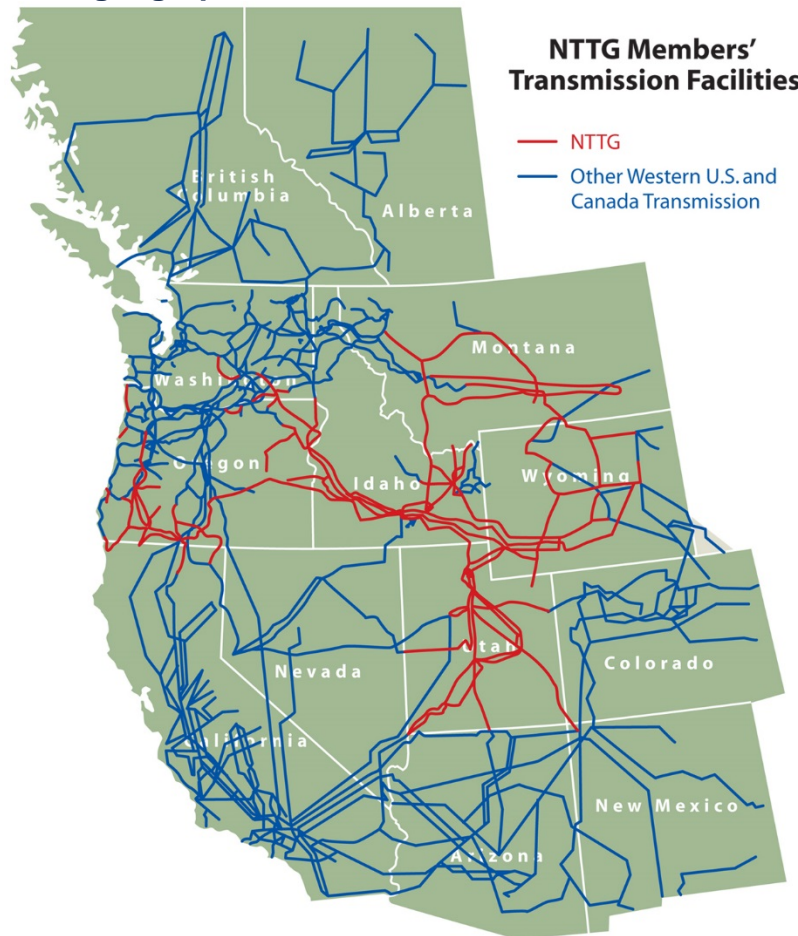 NTTG Members'
Transmission Facilities
NTTG
Other Western U.S. and
Canada Transmission
British
Columbia
Alberta
Washington
Montana
Oregon
Idaho
Wyoming
Nevada
Utah
Colorado
California
Arizona
New Mexico